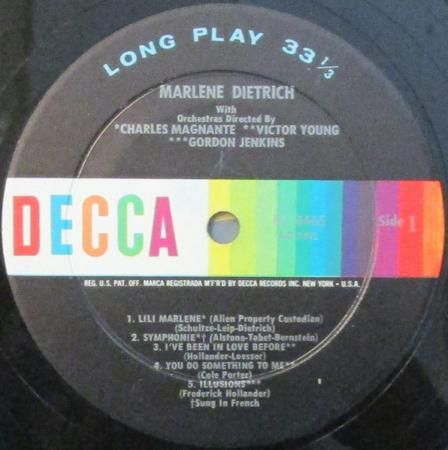 LONG PLAY 33 1/3
MARLENE DIETRICH
With
Orchestras Directed By
*CHARLES MAGNANTE **VICTOR YOUNG
***GORDON JENKINS
DECCA
Side 1
REG. U.S. PAT. OFF. MARCA REGISTRADA M'F'R'D BY DECCA RECORDS INC. NEW YORK • U.S.A.
1. LILI MARLENE* (Alien Property Custodian)
(Schultze-Leip-Dietrich)
2. SYMPHONIE*† (Alstone-Tabet-Bernstein)
3. I'VE BEEN IN LOVE BEFORE**
(Hollander-Loesser)
4. YOU DO SOMETHING TO ME**
(Cole Porter)
5. ILLUSIONS***
(Frederick Hollander)
†Sung In French